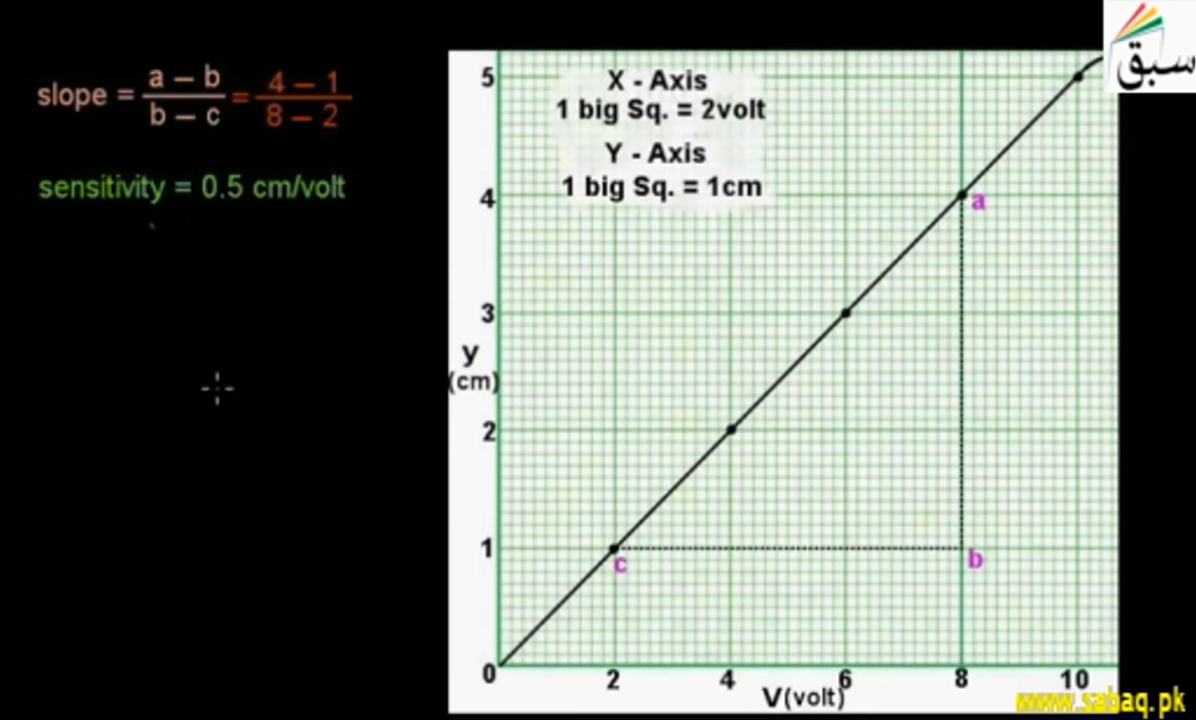 slope = a – b / b – c = 4 – 1 / 8 – 2
sensitivity = 0.5 cm/volt
سبق
X - Axis
1 big Sq. = 2volt
Y - Axis
1 big Sq. = 1cm
5
4
3
2
1
0
y
(cm)
a
b
c
2
4
6
8
10
V(volt)
www.sabaq.pk